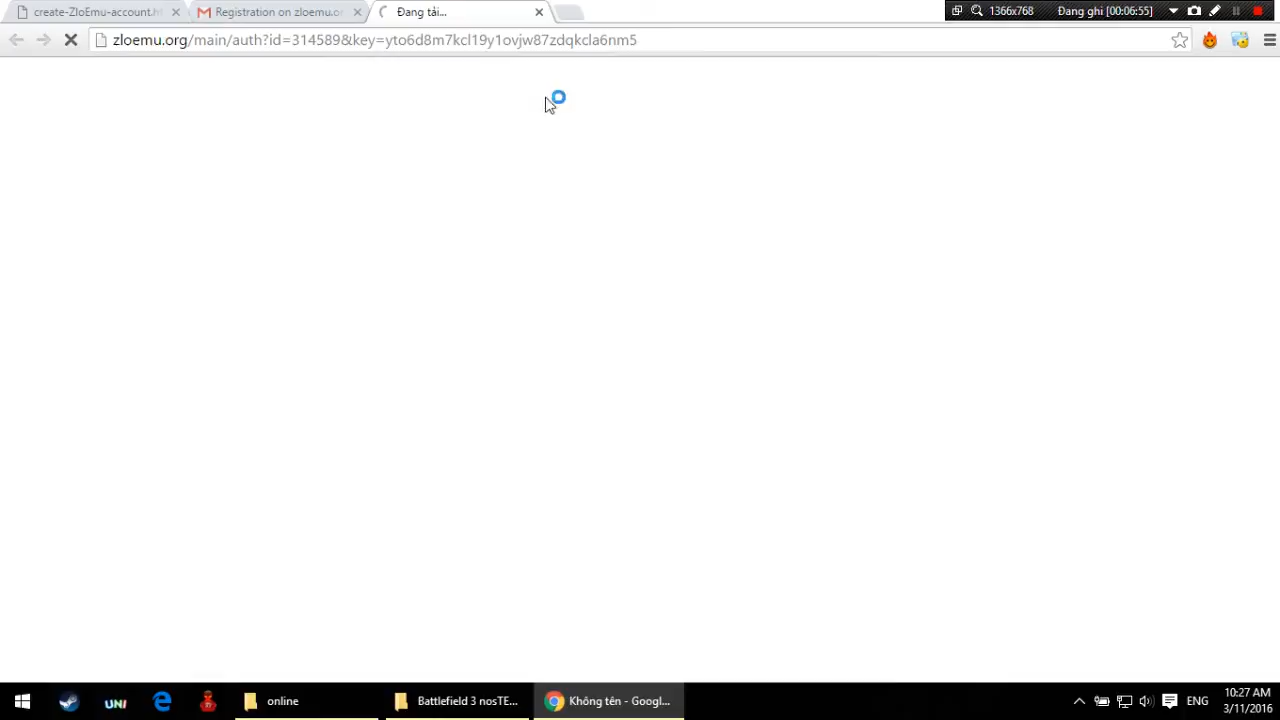 create-ZloEmu-account.h
Registration on zloemu.or
Đang tải...
1366x768
Đang ghi [00:06:55]
zloemu.org/main/auth?id=314589&key=yto6d8m7kcl19y1ovjw87zdqkcla6nm5
UNI
online
Battlefield 3 nosTE...
Không tên - Googl...
ENG
10:27 AM
3/11/2016